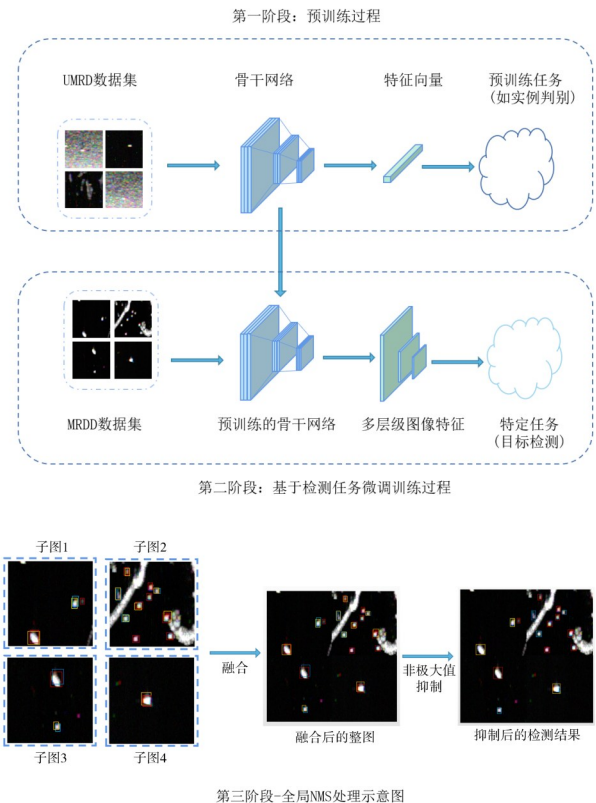 第一阶段：预训练过程
UMRD数据集
骨干网络
特征向量
预训练任务
(如实例判别)
MRDD数据集
预训练的骨干网络
多层级图像特征
特定任务
(目标检测)
第二阶段：基于检测任务微调训练过程
子图1
子图2
子图3
子图4
融合
融合后的整图
非极大值
抑制
抑制后的检测结果
第三阶段-全局NMS处理示意图